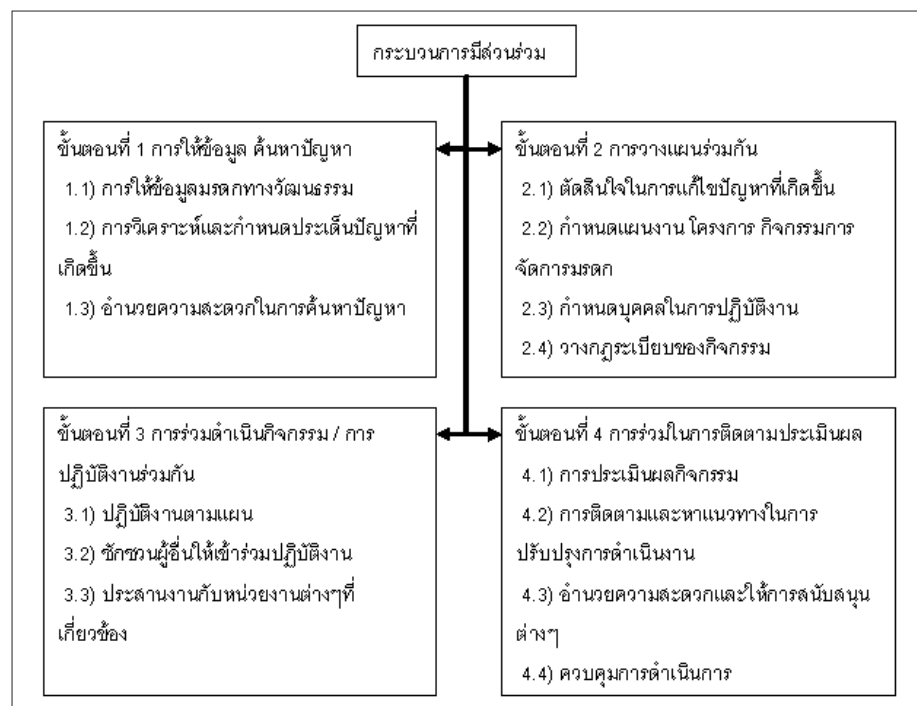 กระบวนการมีส่วนร่วม
ขั้นตอนที่ 1 การให้ข้อมูล ค้นหาปัญหา
1.1) การให้ข้อมูลมรดกทางวัฒนธรรม
1.2) การวิเคราะห์และกำหนดประเด็นปัญหาที่
เกิดขึ้น
1.3) อำนวยความสะดวกในการค้นหาปัญหา
ขั้นตอนที่ 2 การวางแผนร่วมกัน
2.1) ตัดสินใจในการแก้ไขปัญหาที่เกิดขึ้น
2.2) กำหนดแผนงาน โครงการ กิจกรรมการ
จัดการมรดก
2.3) กำหนดบุคคลในการปฏิบัติงาน
2.4) วางกฎระเบียบของกิจกรรม
ขั้นตอนที่ 3 การร่วมดำเนินกิจกรรม / การ
ปฏิบัติงานร่วมกัน
3.1) ปฏิบัติงานตามแผน
3.2) ชักชวนผู้อื่นให้เข้าร่วมปฏิบัติงาน
3.3) ประสานงานกับหน่วยงานต่างๆที่
เกี่ยวข้อง
ขั้นตอนที่ 4 การร่วมในการติดตามประเมินผล
4.1) การประเมินผลกิจกรรม
4.2) การติดตามและหาแนวทางในการ
ปรับปรุงการดำเนินงาน
4.3) อำนวยความสะดวกและให้การสนับสนุน
ต่างๆ
4.4) ควบคุมการดำเนินการ